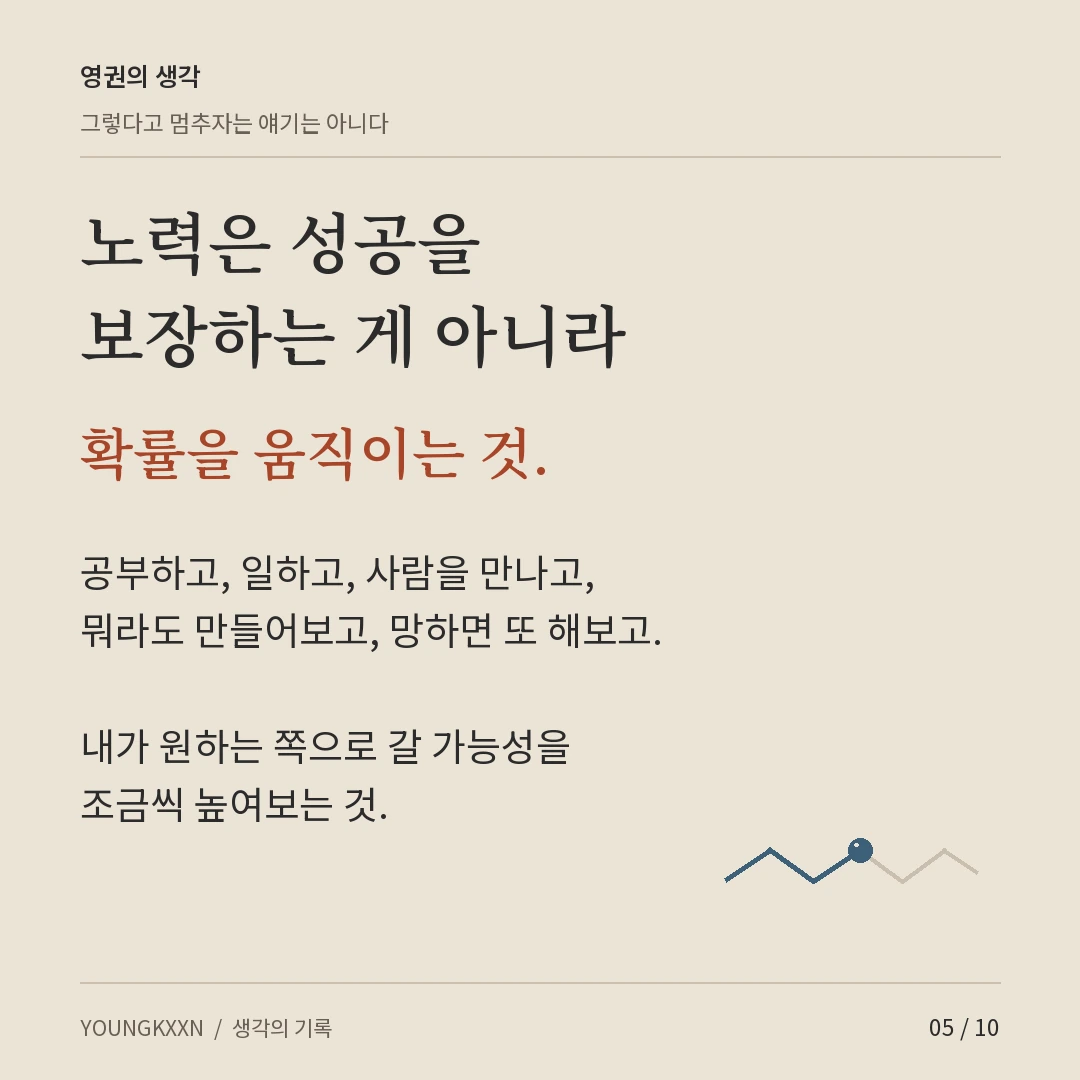 영권의 생각
그렇다고 멈추자는 얘기는 아니다
노력은 성공을
보장하는 게 아니라
확률을 움직이는 것.
공부하고, 일하고, 사람을 만나고,
뭐라도 만들어보고, 망하면 또 해보고.
내가 원하는 쪽으로 갈 가능성을
조금씩 높여보는 것.
YOUNGKXXN / 생각의 기록
05 / 10